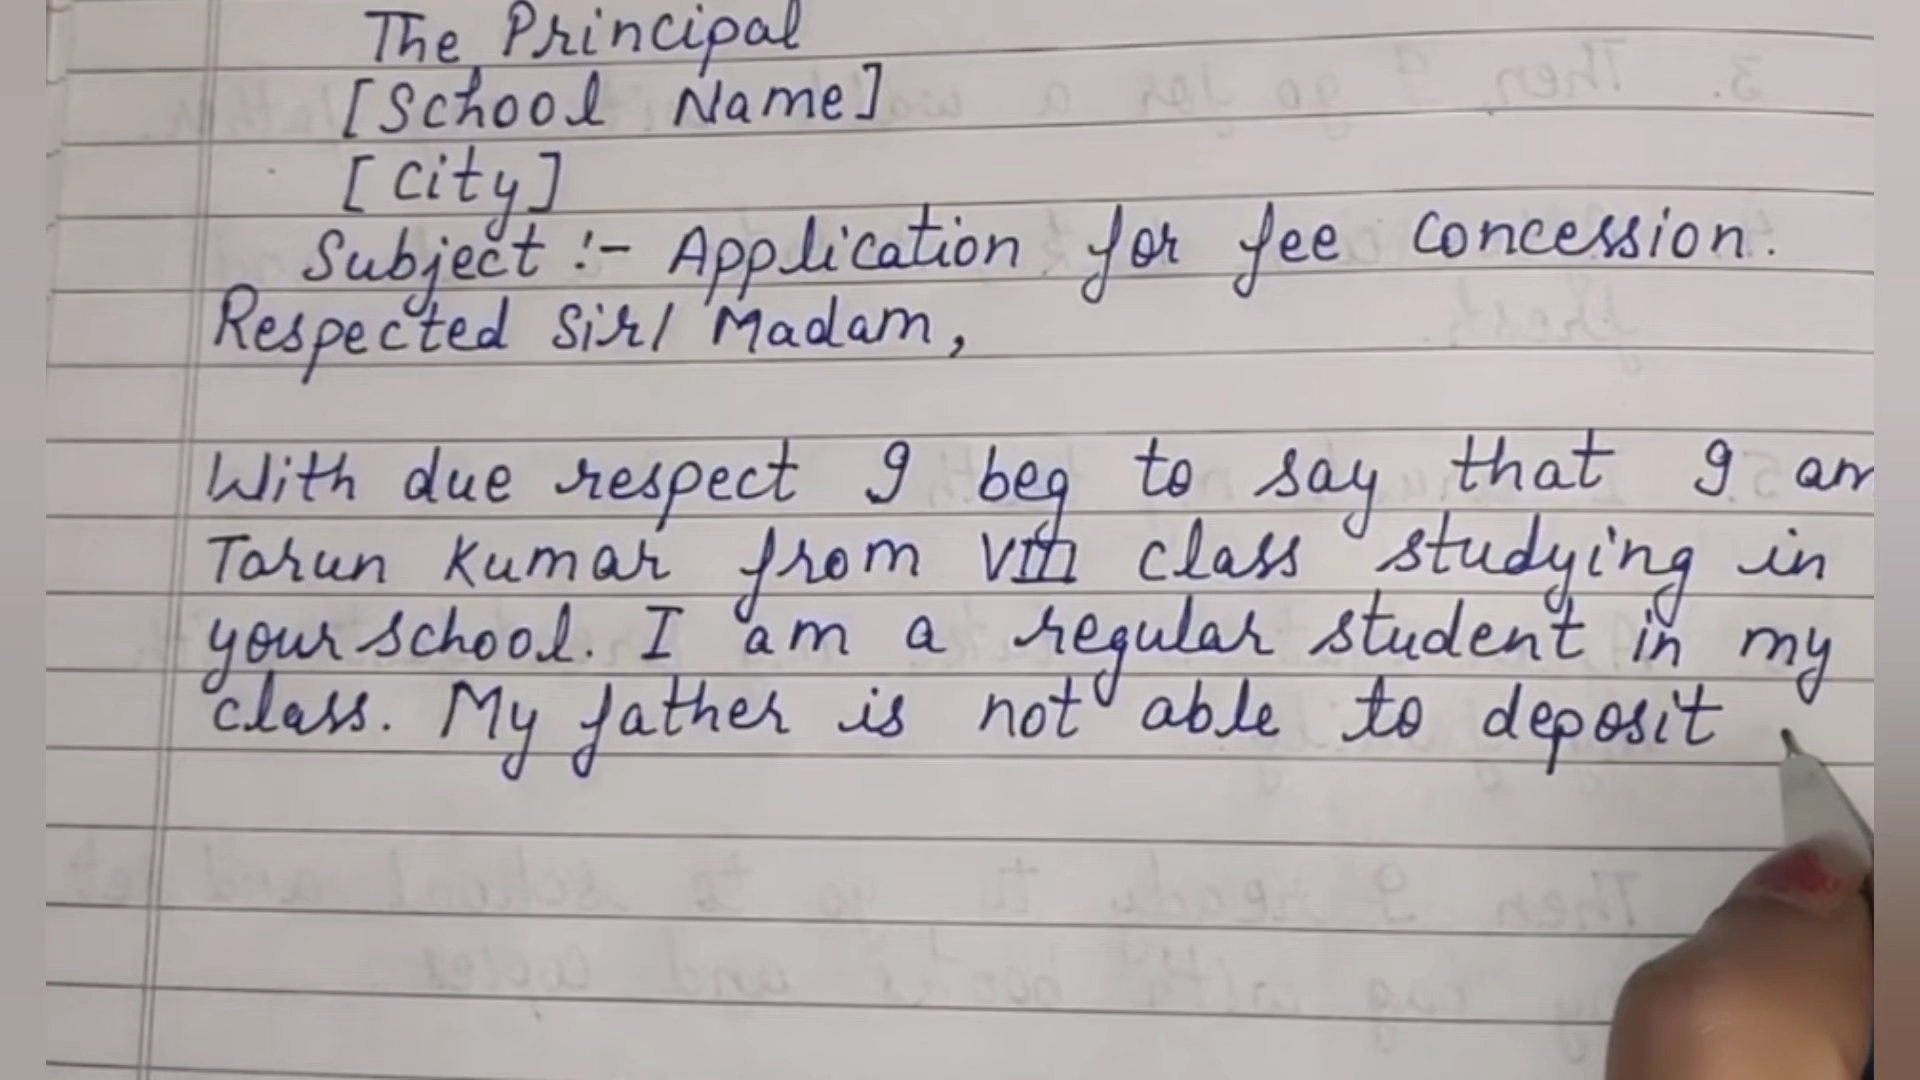 The Principal
[School Name]
[City]
Subject :- Application for fee concession.
Respected Sir/ Madam,
With due respect I beg to say that I am
Tarun Kumar from VIII class studying in
your school. I am a regular student in my
class. My father is not able to deposit